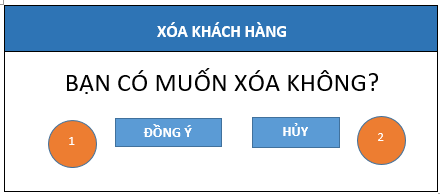 XÓA KHÁCH HÀNG
BẠN CÓ MUỐN XÓA KHÔNG?
1 ĐỒNG Ý HỦY 2